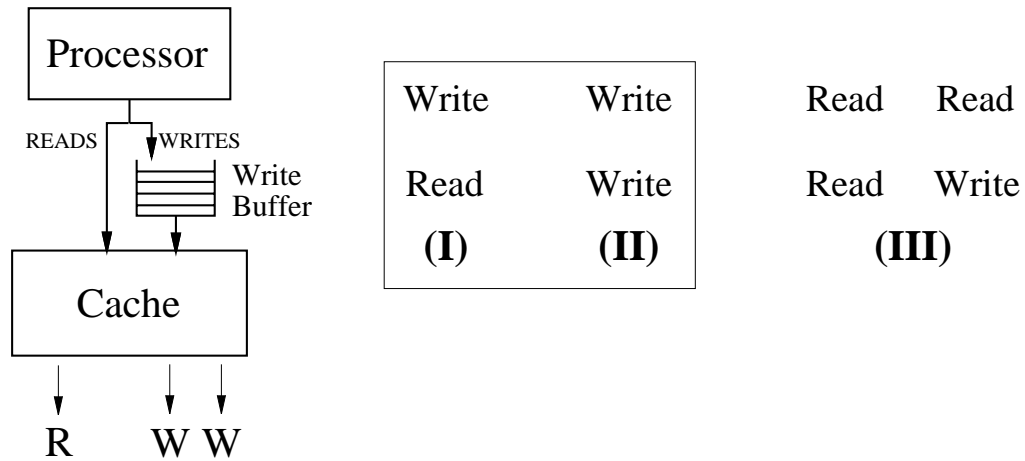 Processor
READS
WRITES
Write
Buffer
Cache
R W W
Write Write
Read Write
(I) (II)
Read Read
Read Write
(III)